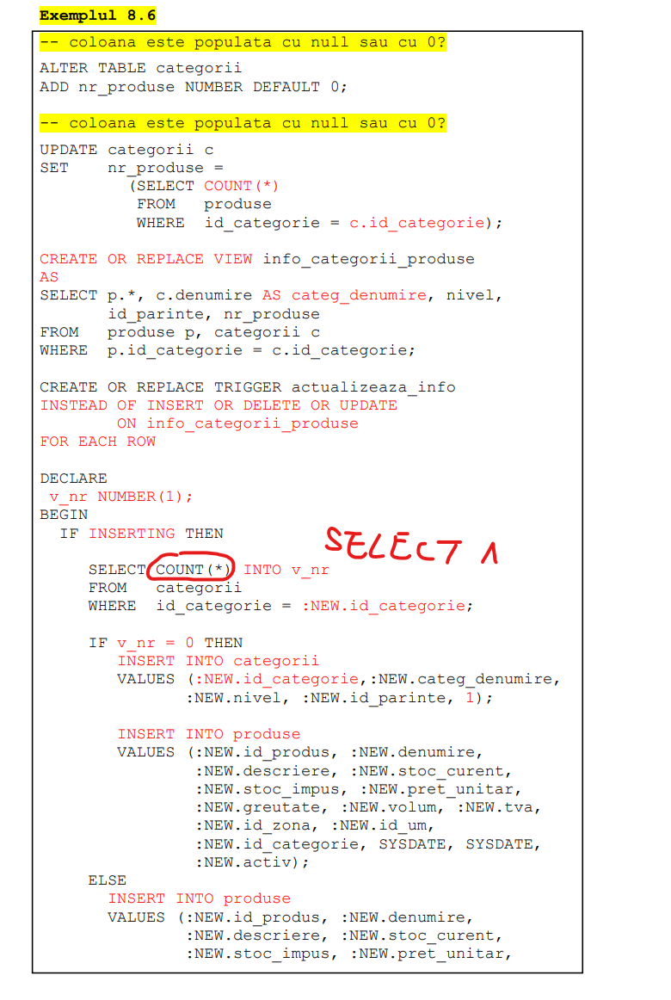 Exemplul 8.6
-- coloana este populata cu null sau cu 0?
ALTER TABLE categorii
ADD nr_produse NUMBER DEFAULT 0;
-- coloana este populata cu null sau cu 0?
UPDATE categorii c
SET    nr_produse =
         (SELECT COUNT(*)
          FROM   produse
          WHERE  id_categorie = c.id_categorie);
CREATE OR REPLACE VIEW info_categorii_produse
AS
SELECT p.*, c.denumire AS categ_denumire, nivel,
       id_parinte, nr_produse
FROM   produse p, categorii c
WHERE  p.id_categorie = c.id_categorie;
CREATE OR REPLACE TRIGGER actualizeaza_info
INSTEAD OF INSERT OR DELETE OR UPDATE
        ON info_categorii_produse
FOR EACH ROW
DECLARE
 v_nr NUMBER(1);
BEGIN
  IF INSERTING THEN
SELECT 1
     SELECT COUNT(*) INTO v_nr
     FROM   categorii
     WHERE  id_categorie = :NEW.id_categorie;
     IF v_nr = 0 THEN
        INSERT INTO categorii
        VALUES (:NEW.id_categorie,:NEW.categ_denumire,
               :NEW.nivel, :NEW.id_parinte, 1);
        INSERT INTO produse
        VALUES (:NEW.id_produs, :NEW.denumire,
                :NEW.descriere, :NEW.stoc_curent,
                :NEW.stoc_impus, :NEW.pret_unitar,
                :NEW.greutate, :NEW.volum, :NEW.tva,
                :NEW.id_zona, :NEW.id_um,
                :NEW.id_categorie, SYSDATE, SYSDATE,
                :NEW.activ);
     ELSE
       INSERT INTO produse
       VALUES (:NEW.id_produs, :NEW.denumire,
               :NEW.descriere, :NEW.stoc_curent,
               :NEW.stoc_impus, :NEW.pret_unitar,